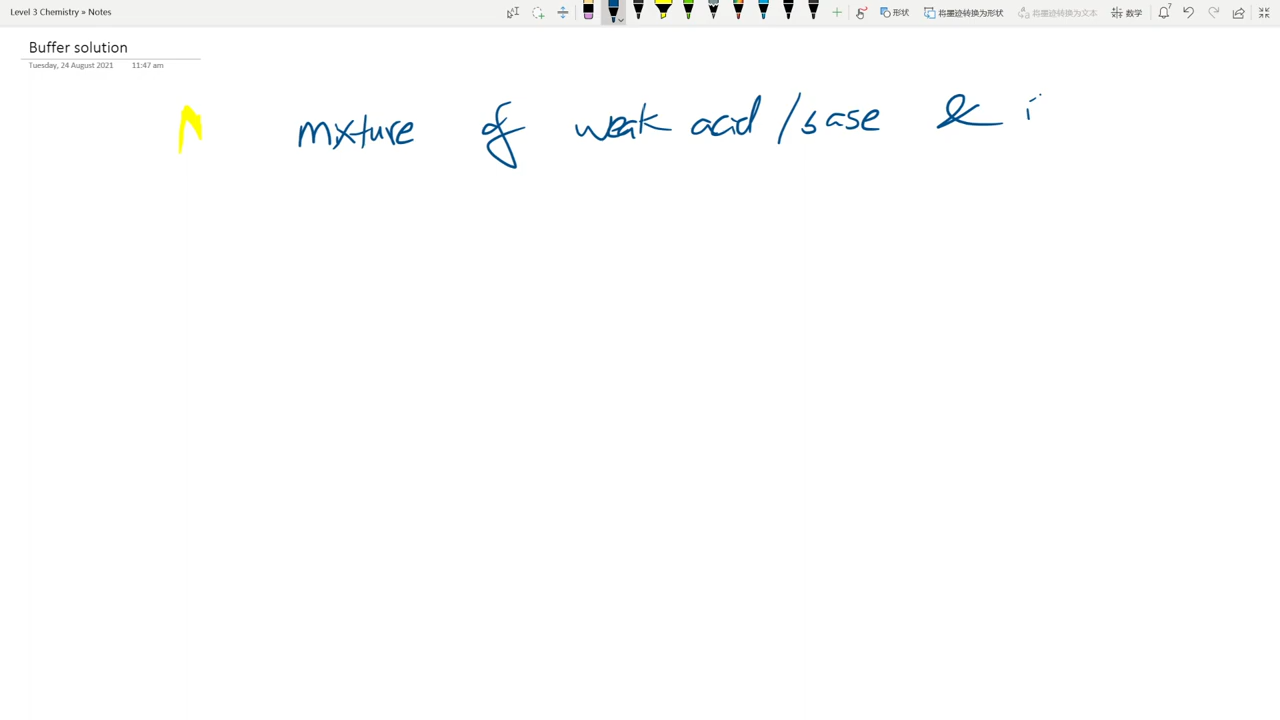 Level 3 Chemistry » Notes
形状 将墨迹转换为形状 将墨迹转换为文本 数学 7
Buffer solution
Tuesday, 24 August 2021 11:47 am
mixture of weak acid / base & i